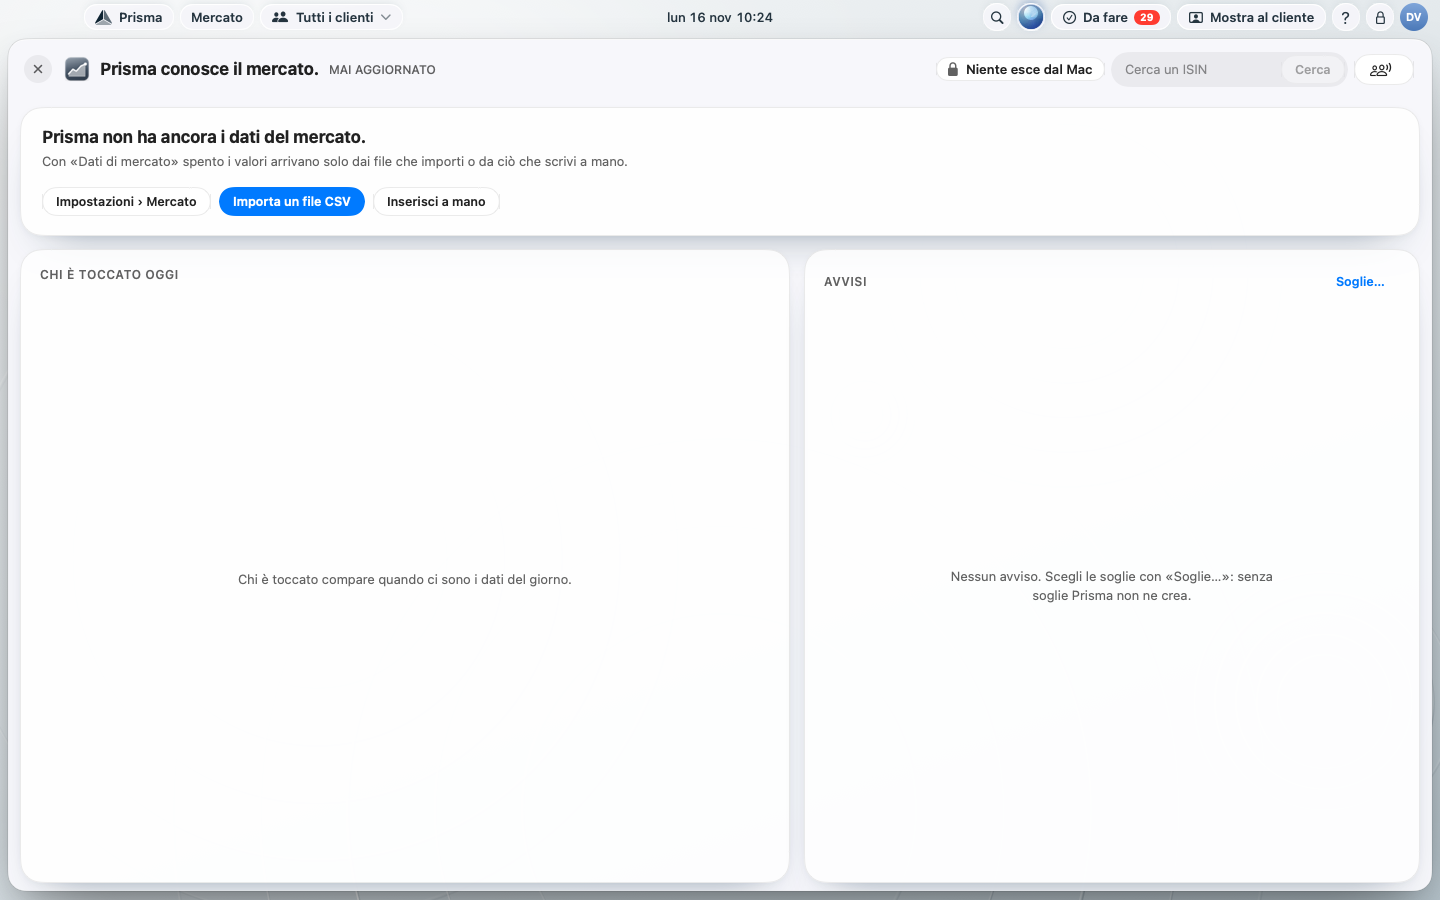 Prisma
Mercato
Tutti i clienti
lun 16 nov 10:24
Da fare 29
Mostra al cliente
?
DV
Prisma conosce il mercato. MAI AGGIORNATO
Niente esce dal Mac
Cerca un ISIN
Cerca
Prisma non ha ancora i dati del mercato.
Con «Dati di mercato» spento i valori arrivano solo dai file che importi o da ciò che scrivi a mano.
Impostazioni › Mercato
Importa un file CSV
Inserisci a mano
CHI È TOCCATO OGGI
Chi è toccato compare quando ci sono i dati del giorno.
AVVISI
Soglie...
Nessun avviso. Scegli le soglie con «Soglie...»: senza
soglie Prisma non ne crea.